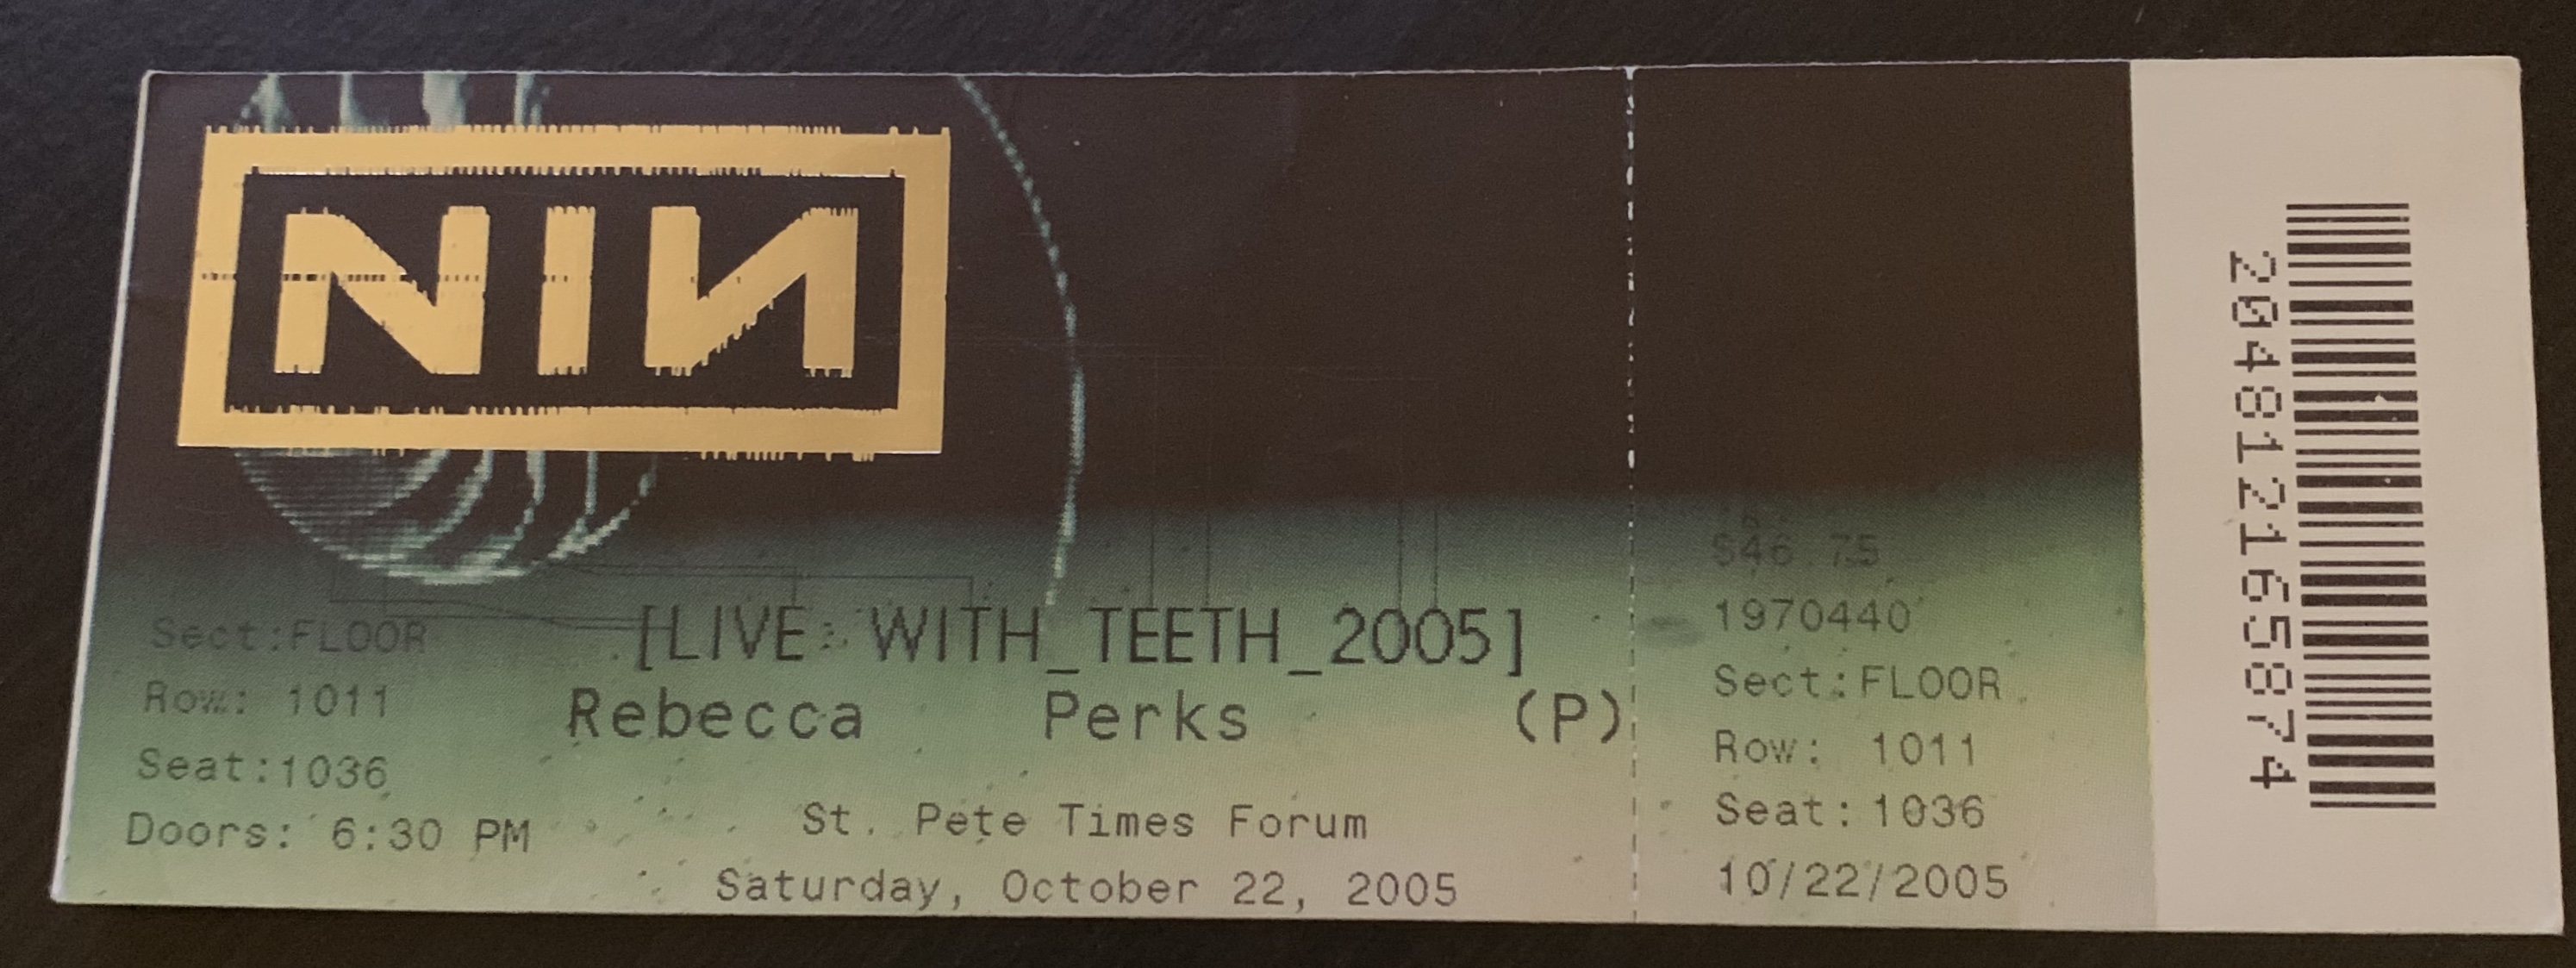 NIN
[LIVE: WITH_TEETH_2005]
Rebecca Perks (P)
St. Pete Times Forum
Saturday, October 22, 2005
Sect:FLOOR
Row: 1011
Seat:1036
Doors: 6:30 PM
$46.75
1970440
Sect:FLOOR
Row: 1011
Seat:1036
10/22/2005
204812165874